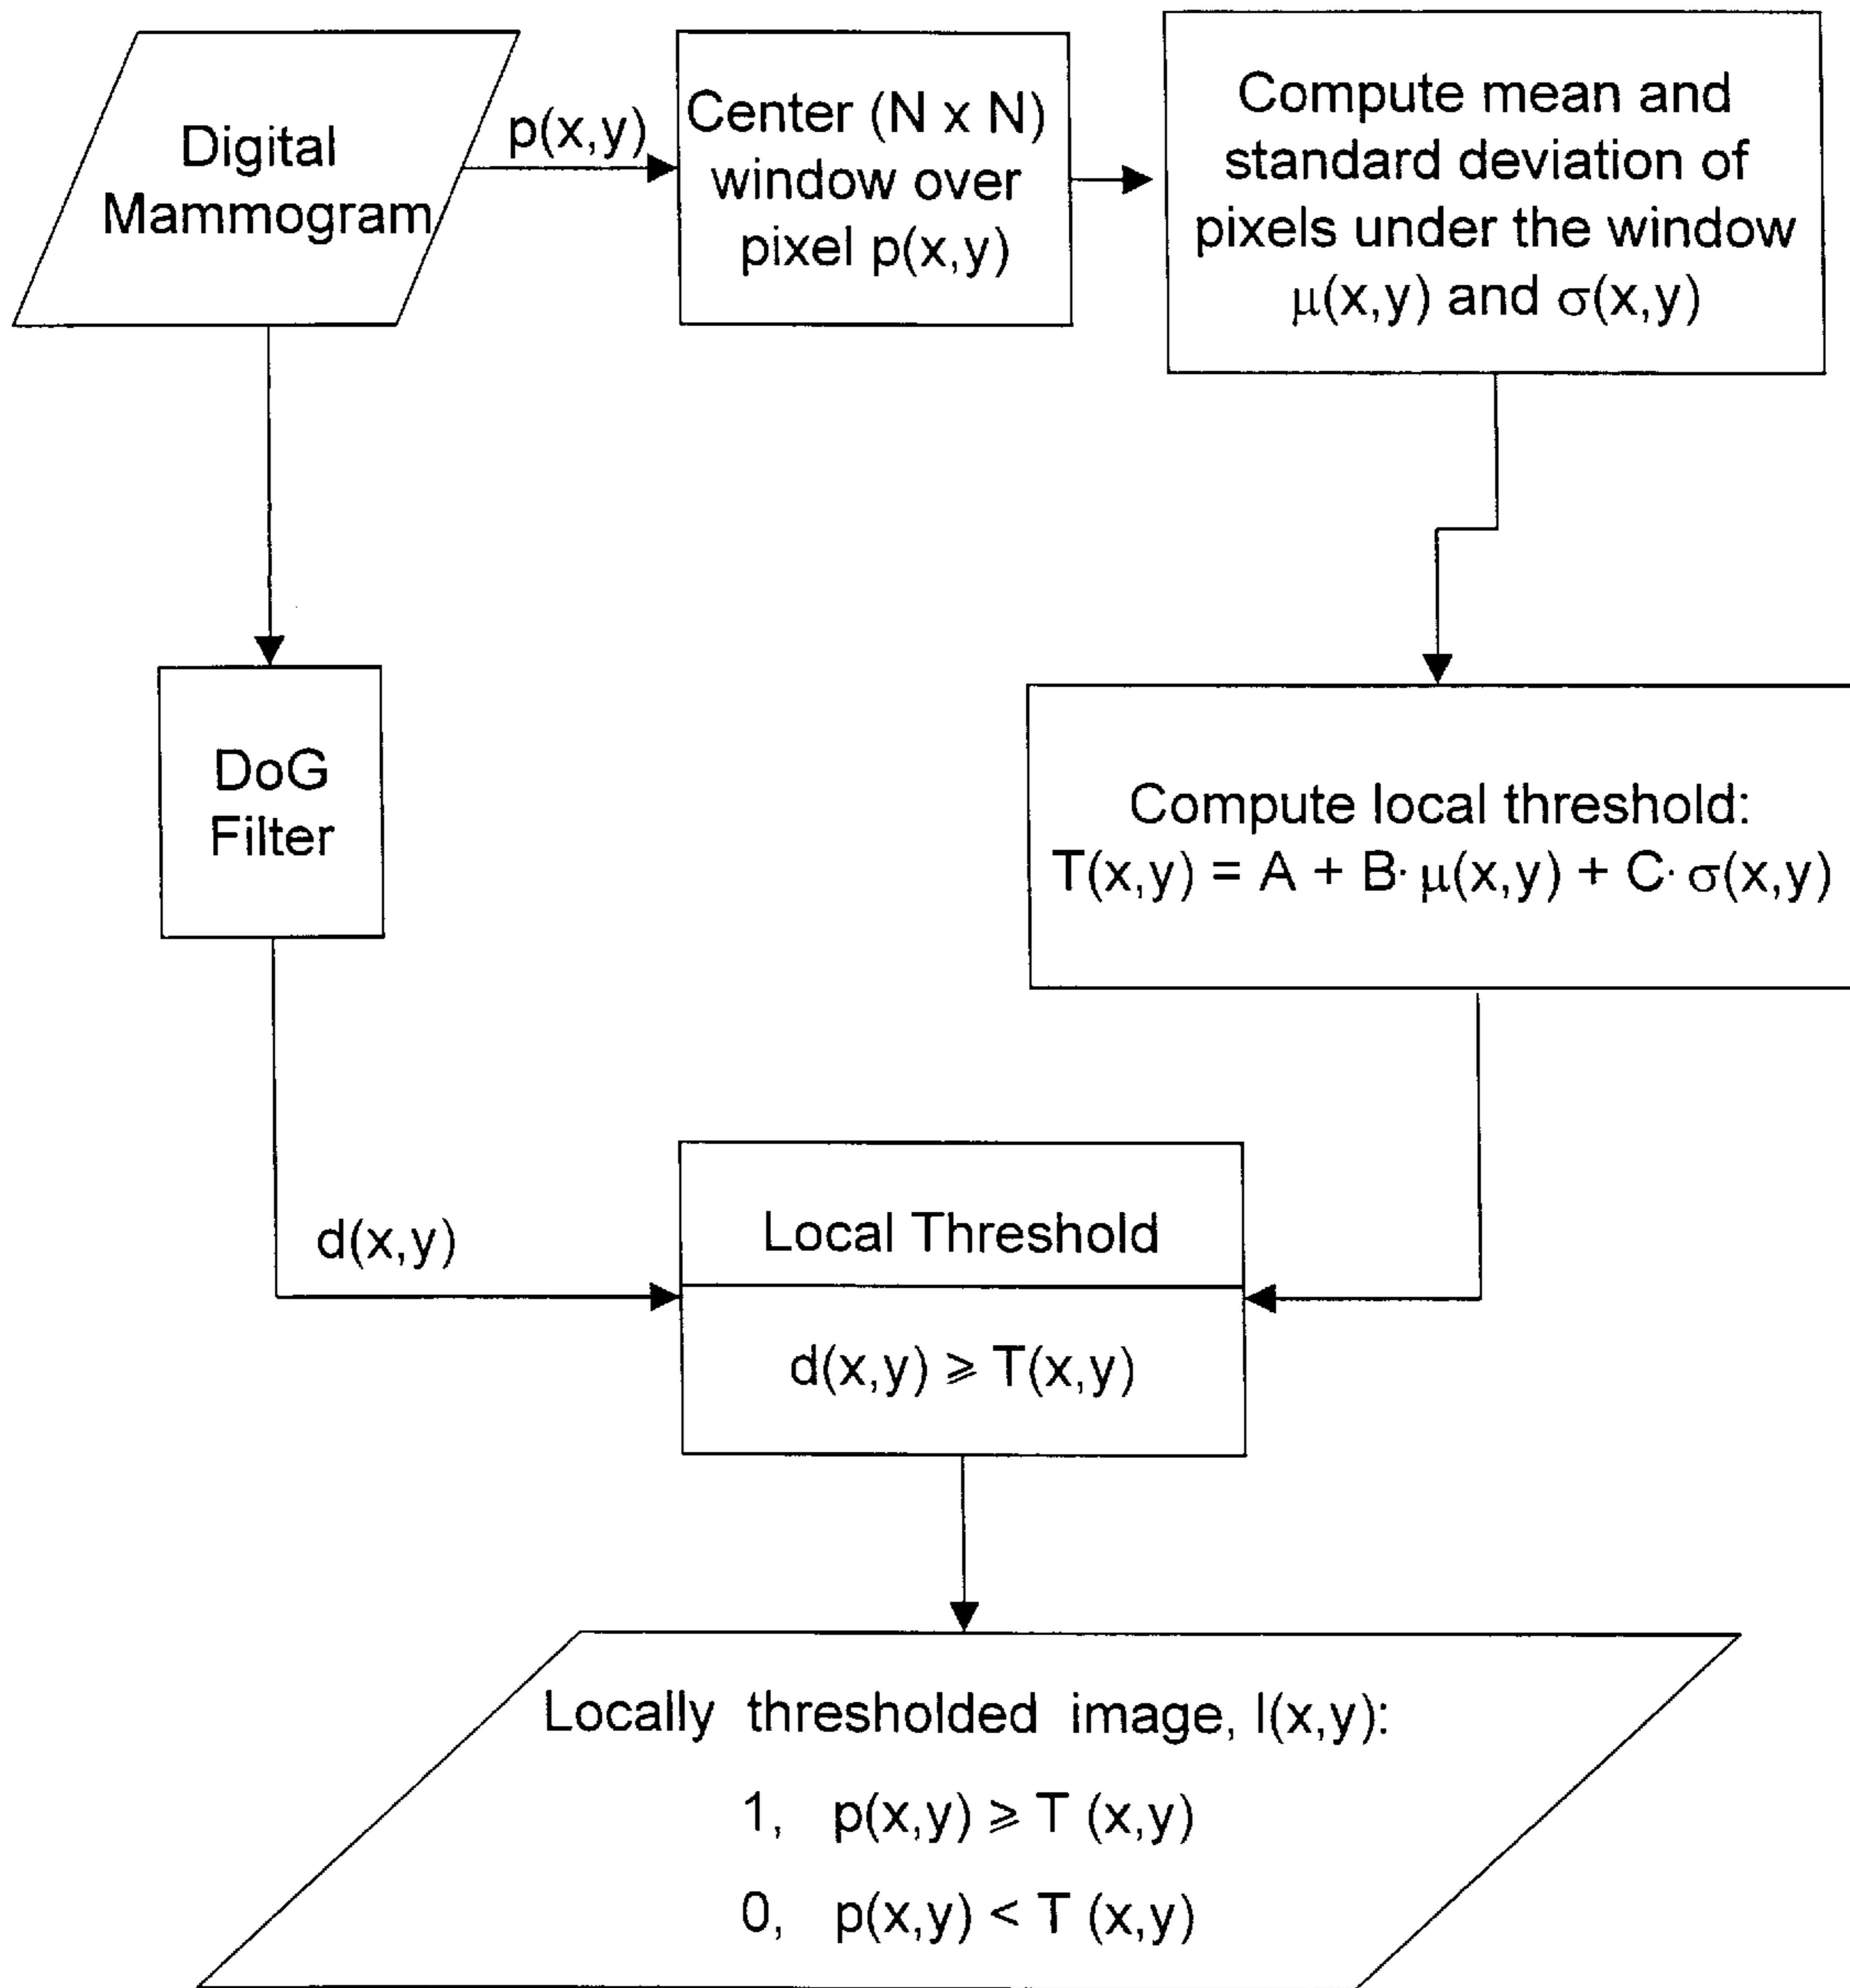 Digital
Mammogram
p(x,y)
Center (N x N)
window over
pixel p(x,y)
Compute mean and
standard deviation of
pixels under the window
μ(x,y) and σ(x,y)
DoG
Filter
Compute local threshold:
T(x,y) = A + B· μ(x,y) + C· σ(x,y)
d(x,y)
Local Threshold
d(x,y) ⩾ T(x,y)
Locally thresholded image, I(x,y):
1, p(x,y) ⩾ T (x,y)
0, p(x,y) < T (x,y)